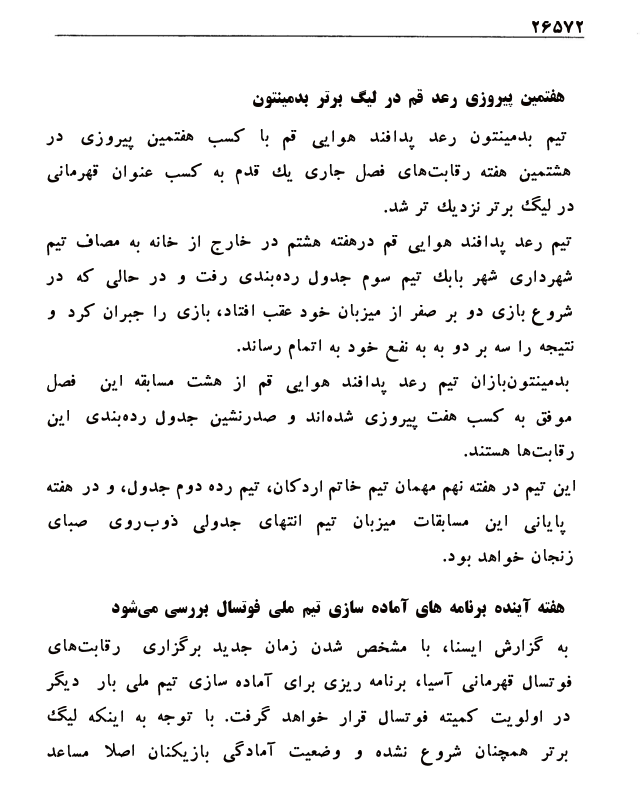 ۲۶۵۷۲
هفتمین پیروزی رعد قم در لیگ برتر بدمینتون
تیم بدمینتون رعد پدافند هوایی قم با کسب هفتمین پیروزی در
هشتمین هفته رقابت‌های فصل جاری یك قدم به کسب عنوان قهرمانی
در لیگ برتر نزدیك تر شد.
تیم رعد پدافند هوایی قم درهفته هشتم در خارج از خانه به مصاف تیم
شهرداری شهر بابك تیم سوم جدول رده‌بندی رفت و در حالی که در
شروع بازی دو بر صفر از میزبان خود عقب افتاد، بازی را جبران کرد و
نتیجه را سه بر دو به به نفع خود به اتمام رساند.
بدمینتون‌بازان تیم رعد پدافند هوایی قم از هشت مسابقه این فصل
موفق به کسب هفت پیروزی شده‌اند و صدرنشین جدول رده‌بندی این
رقابت‌ها هستند.
این تیم در هفته نهم مهمان تیم خاتم اردکان، تیم رده دوم جدول، و در هفته
پایانی این مسابقات میزبان تیم انتهای جدولی ذوب‌روی صبای
زنجان خواهد بود.
هفته آینده برنامه های آماده سازی تیم ملی فوتسال بررسی می‌شود
به گزارش ایسنا، با مشخص شدن زمان جدید برگزاری رقابت‌های
فوتسال قهرمانی آسیا، برنامه ریزی برای آماده سازی تیم ملی بار دیگر
در اولویت کمیته فوتسال قرار خواهد گرفت. با توجه به اینکه لیگ
برتر همچنان شروع نشده و وضعیت آمادگی بازیکنان اصلا مساعد